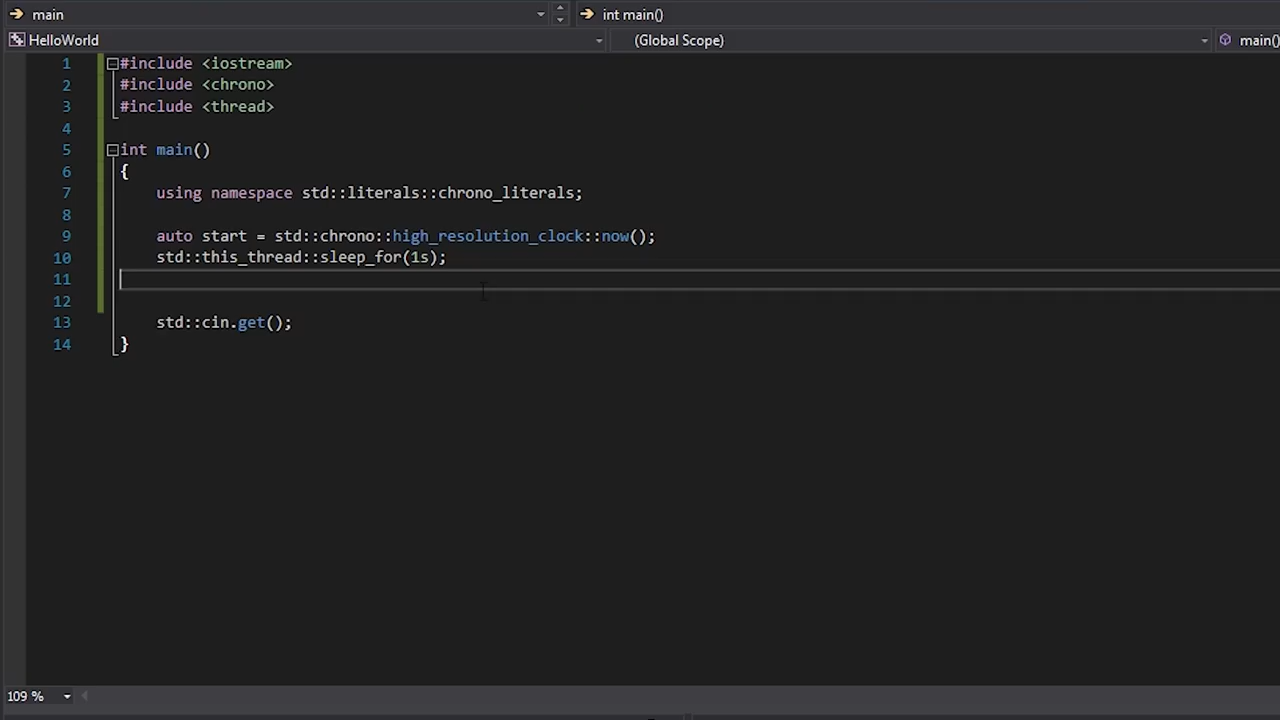 main int main()
HelloWorld (Global Scope) main()
1 #include <iostream>
2 #include <chrono>
3 #include <thread>
4
5 int main()
6 {
7 using namespace std::literals::chrono_literals;
8
9 auto start = std::chrono::high_resolution_clock::now();
10 std::this_thread::sleep_for(1s);
11
12
13 std::cin.get();
14 }
109 %